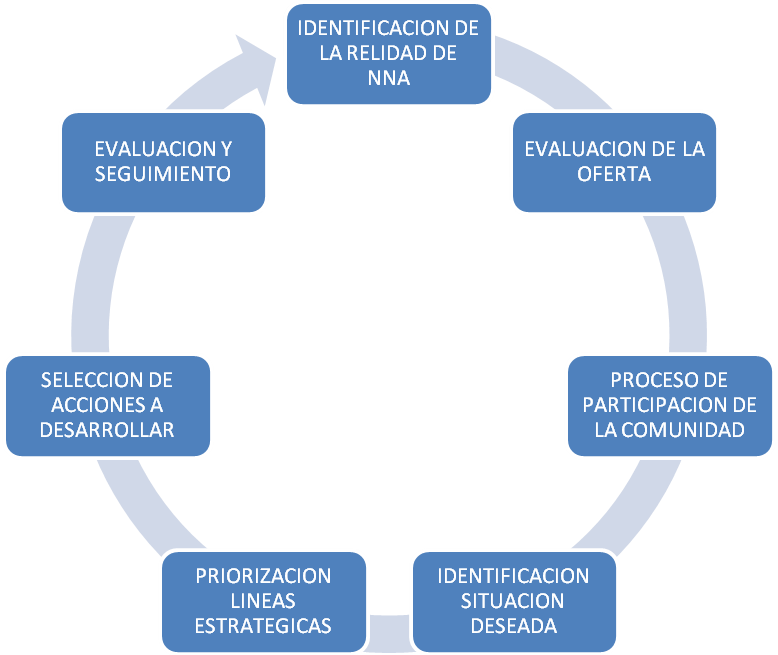 IDENTIFICACION DE
LA RELIDAD DE
NNA
EVALUACION DE LA
OFERTA
PROCESO DE
PARTICIPACION DE
LA COMUNIDAD
IDENTIFICACION
SITUACION
DESEADA
PRIORIZACION
LINEAS
ESTRATEGICAS
SELECCION DE
ACCIONES A
DESARROLLAR
EVALUACION Y
SEGUIMIENTO